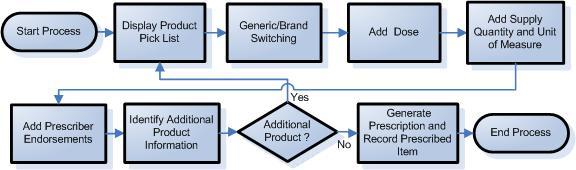 Start Process
Display Product
Pick List
Generic/Brand
Switching
Add Dose
Add Supply
Quantity and Unit
of Measure
Add Prescriber
Endorsements
Identify Additional
Product
Information
Additional
Product ?
Yes
No
Generate
Prescription and
Record Prescribed
Item
End Process